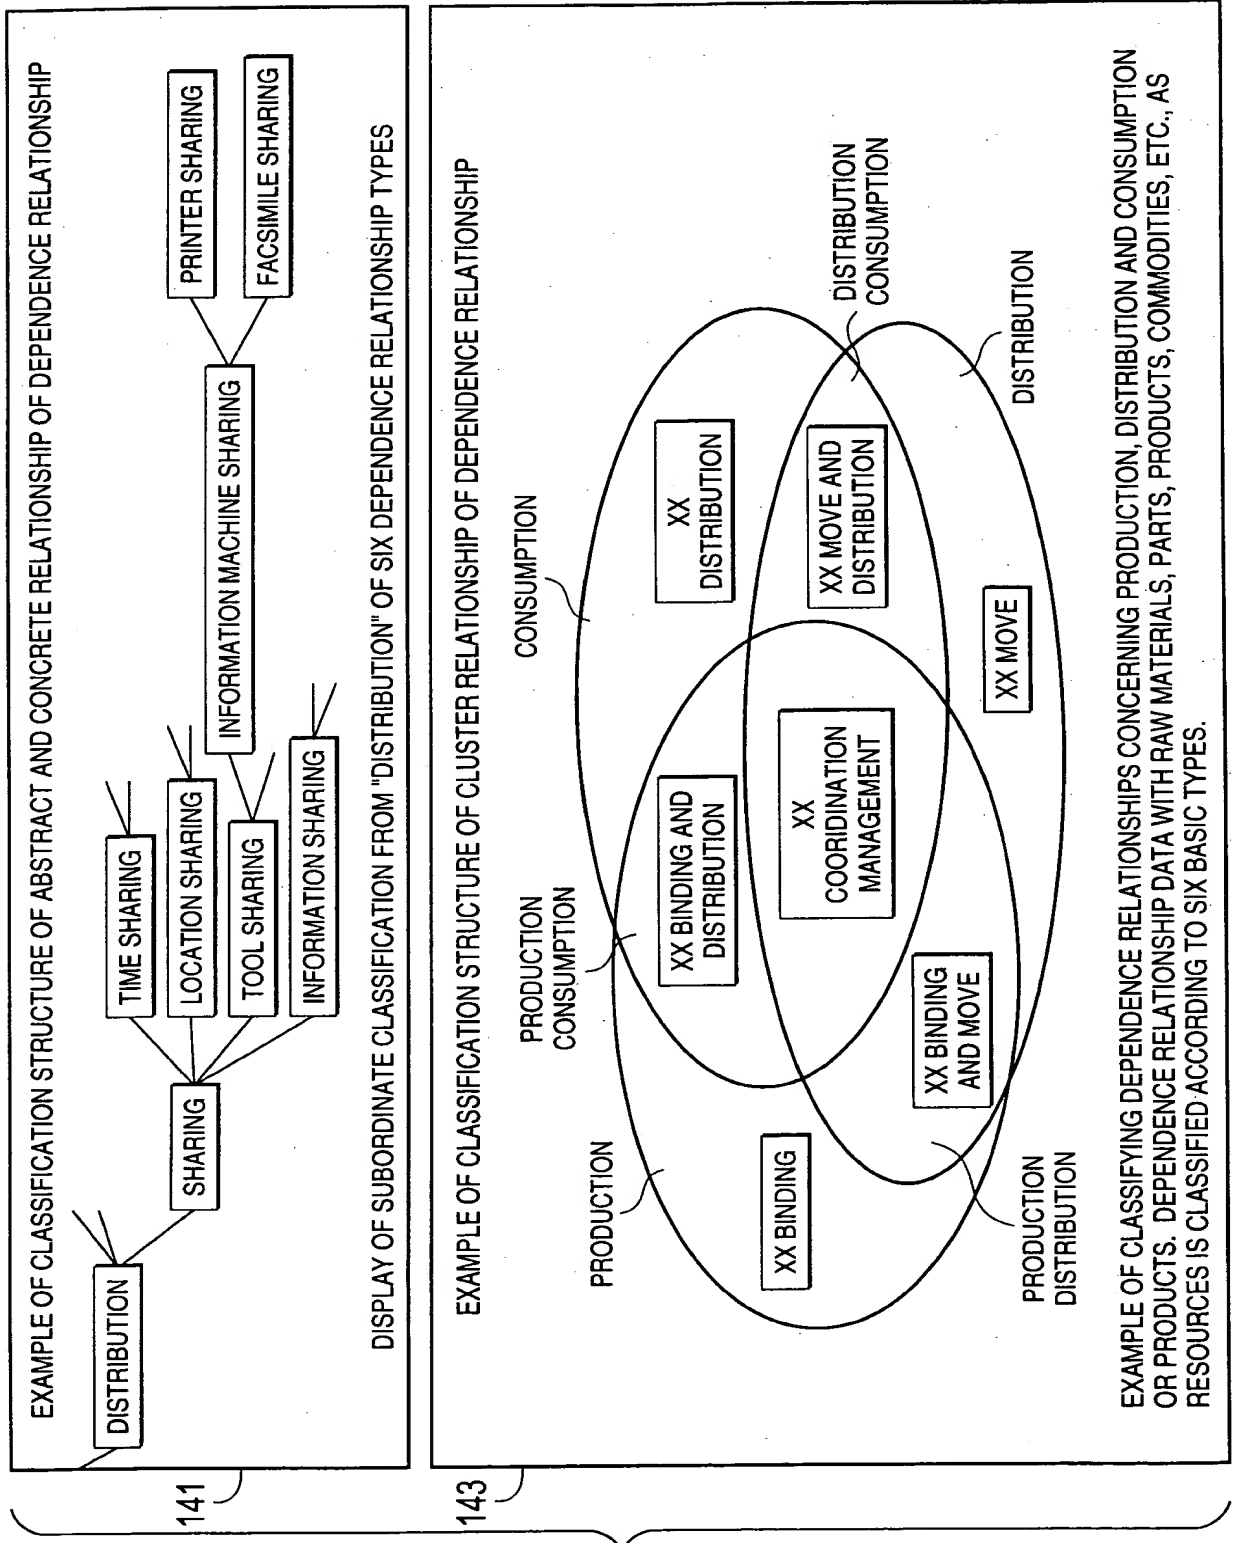 EXAMPLE OF CLASSIFICATION STRUCTURE OF ABSTRACT AND CONCRETE RELATIONSHIP OF DEPENDENCE RELATIONSHIP
DISTRIBUTION
SHARING
TIME SHARING
LOCATION SHARING
TOOL SHARING
INFORMATION SHARING
INFORMATION MACHINE SHARING
PRINTER SHARING
FACSIMILE SHARING
DISPLAY OF SUBORDINATE CLASSIFICATION FROM "DISTRIBUTION" OF SIX DEPENDENCE RELATIONSHIP TYPES
141
EXAMPLE OF CLASSIFICATION STRUCTURE OF CLUSTER RELATIONSHIP OF DEPENDENCE RELATIONSHIP
PRODUCTION
PRODUCTION
CONSUMPTION
CONSUMPTION
XX BINDING
XX BINDING AND
DISTRIBUTION
XX
DISTRIBUTION
XX
COORIDINATION
MANAGEMENT
XX MOVE AND
DISTRIBUTION
DISTRIBUTION
CONSUMPTION
XX BINDING
AND MOVE
XX MOVE
DISTRIBUTION
PRODUCTION
DISTRIBUTION
EXAMPLE OF CLASSIFYING DEPENDENCE RELATIONSHIPS CONCERNING PRODUCTION, DISTRIBUTION AND CONSUMPTION
OR PRODUCTS. DEPENDENCE RELATIONSHIP DATA WITH RAW MATERIALS, PARTS, PRODUCTS, COMMODITIES, ETC., AS
RESOURCES IS CLASSIFIED ACCORDING TO SIX BASIC TYPES.
143